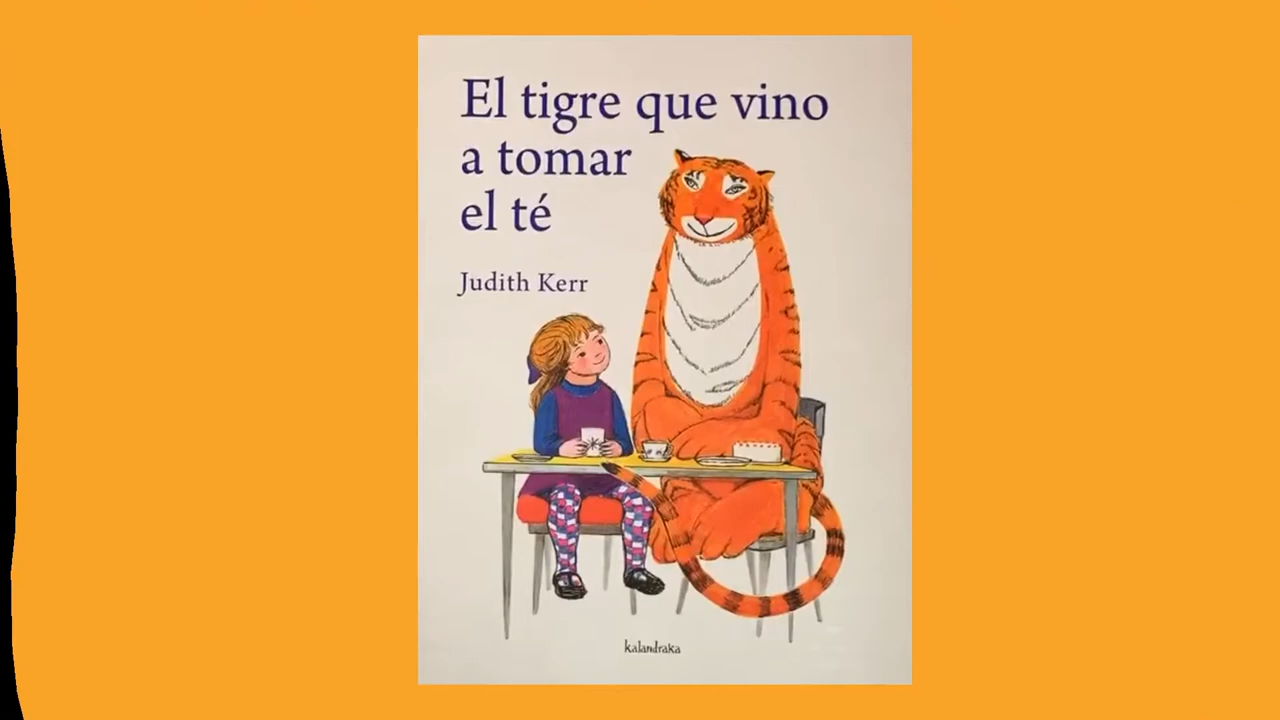 El tigre que vino
a tomar
el té
Judith Kerr
kalandraka